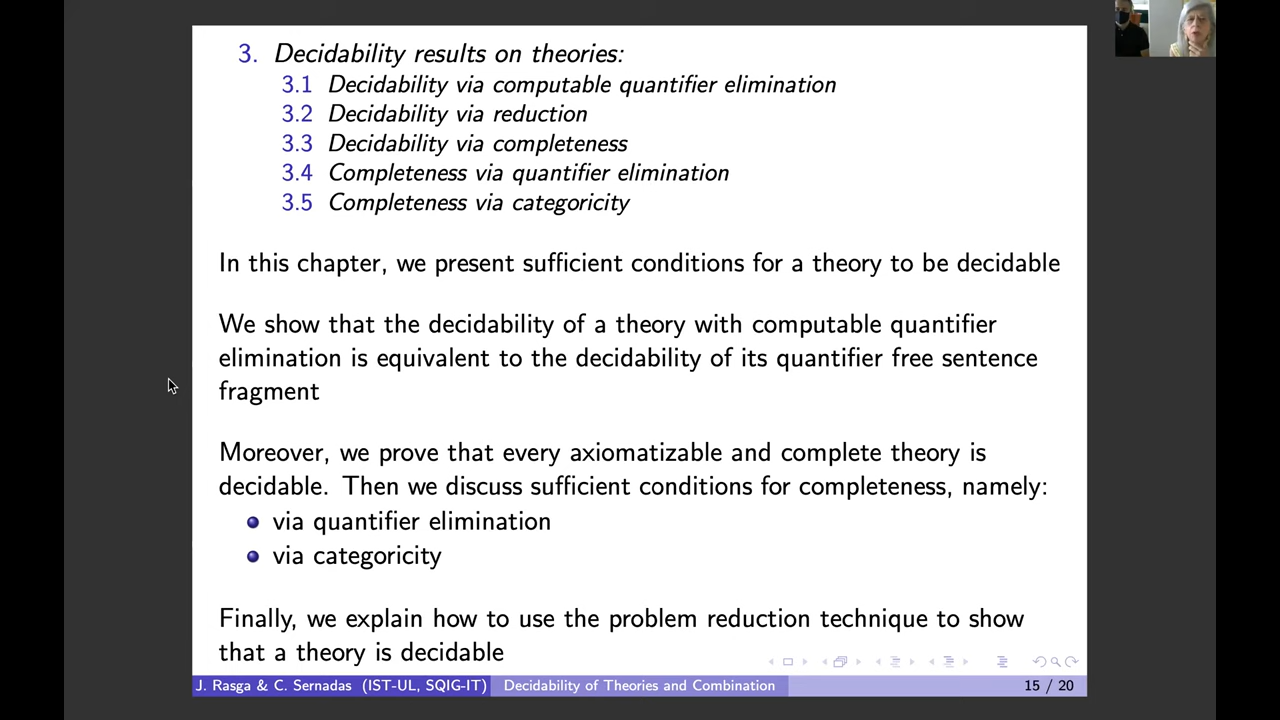 3. Decidability results on theories:
3.1 Decidability via computable quantifier elimination
3.2 Decidability via reduction
3.3 Decidability via completeness
3.4 Completeness via quantifier elimination
3.5 Completeness via categoricity
In this chapter, we present sufficient conditions for a theory to be decidable
We show that the decidability of a theory with computable quantifier
elimination is equivalent to the decidability of its quantifier free sentence
fragment
Moreover, we prove that every axiomatizable and complete theory is
decidable. Then we discuss sufficient conditions for completeness, namely:
via quantifier elimination
via categoricity
Finally, we explain how to use the problem reduction technique to show
that a theory is decidable
J. Rasga & C. Sernadas (IST-UL, SQIG-IT) Decidability of Theories and Combination 15 / 20